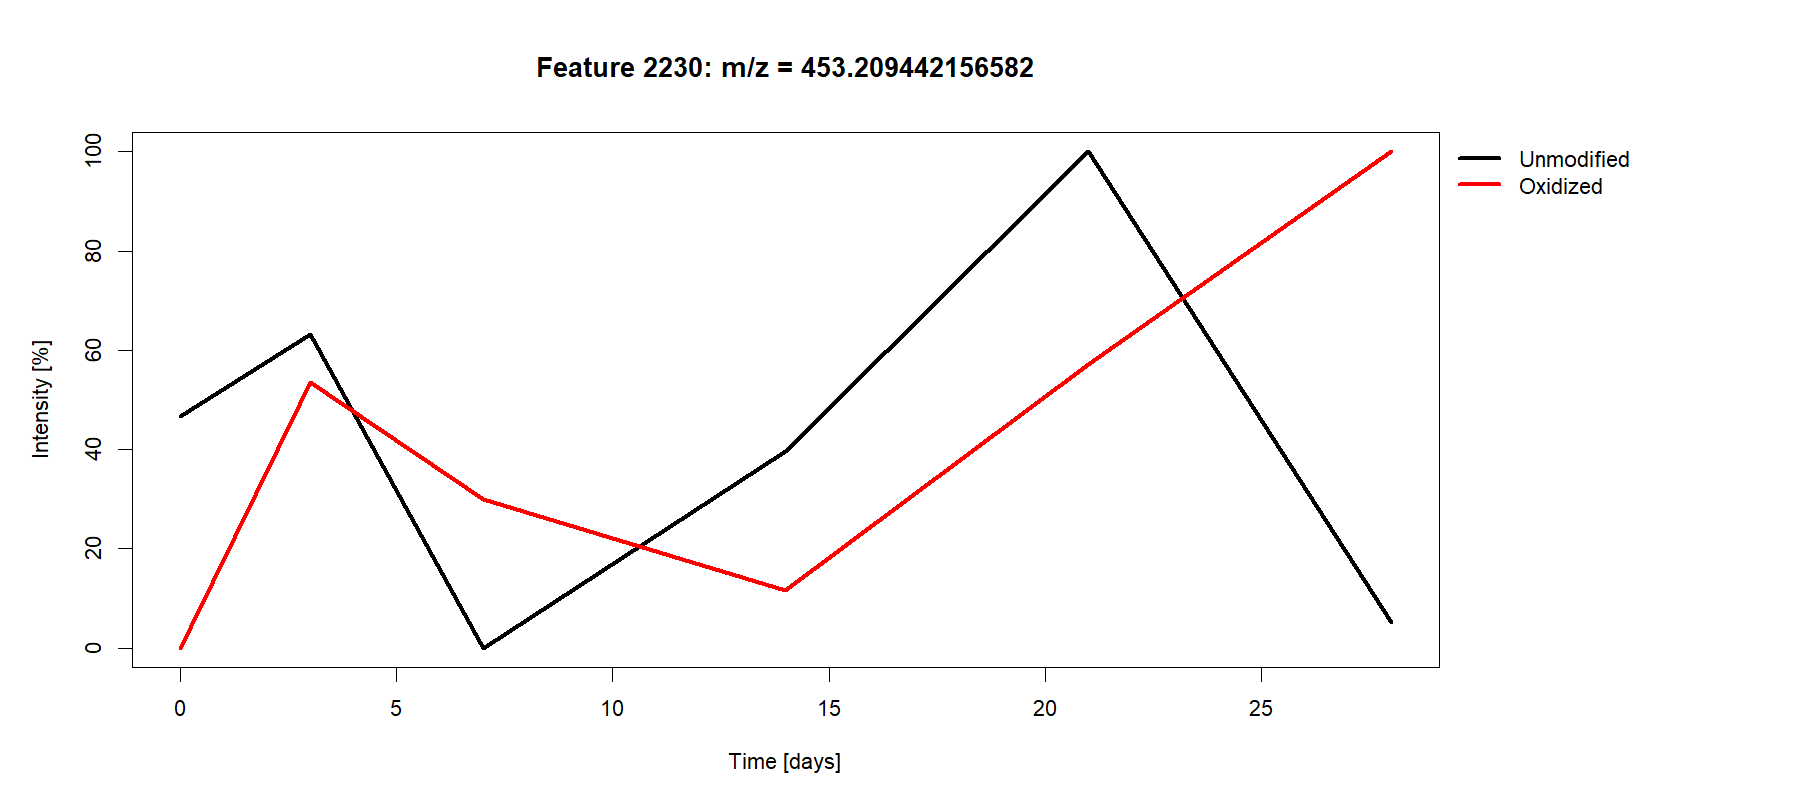 Feature 2230: m/z = 453.209442156582
Unmodified
Oxidized
Intensity [%]
100
80
60
40
20
0
0 5 10 15 20 25
Time [days]